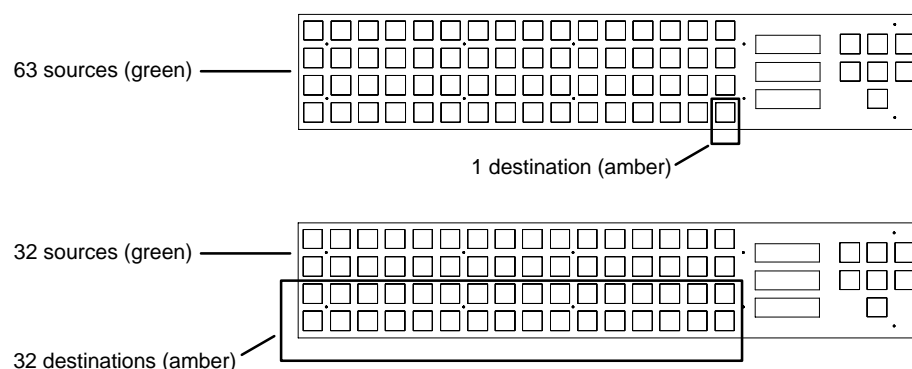 63 sources (green)
1 destination (amber)
32 sources (green)
32 destinations (amber)